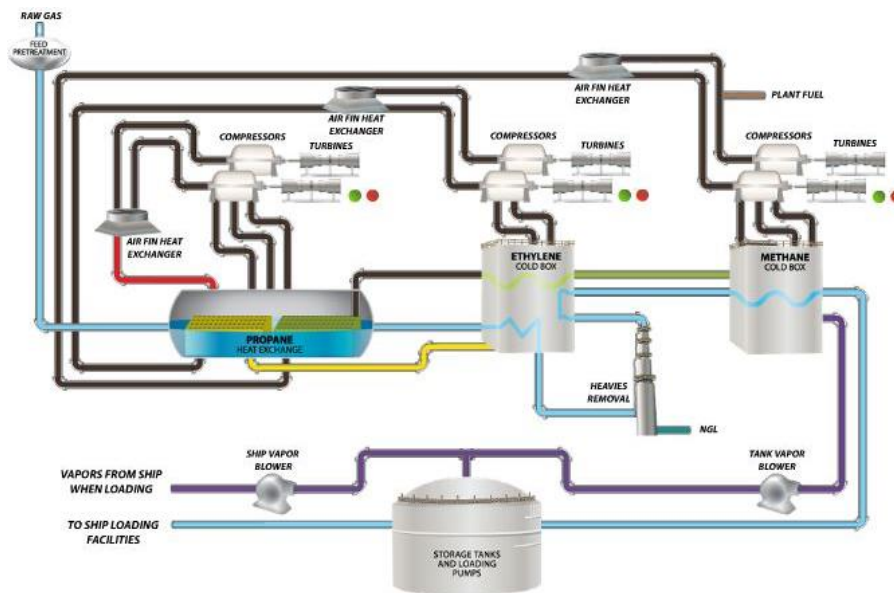 RAW GAS
FEED
PRETREATMENT
AIR FIN HEAT
EXCHANGER
PLANT FUEL
AIR FIN HEAT
EXCHANGER
COMPRESSORS
TURBINES
COMPRESSORS
TURBINES
COMPRESSORS
TURBINES
AIR FIN HEAT
EXCHANGER
ETHYLENE
COLD BOX
METHANE
COLD BOX
PROPANE
HEAT EXCHANGE
HEAVIES
REMOVAL
NGL
VAPORS FROM SHIP
WHEN LOADING
SHIP VAPOR
BLOWER
TANK VAPOR
BLOWER
TO SHIP LOADING
FACILITIES
STORAGE TANKS
AND LOADING
PUMPS